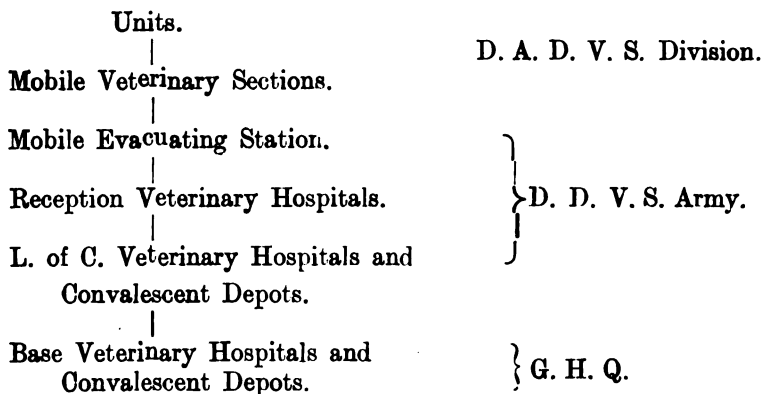 Units.
D. A. D. V. S. Division.
Mobile Veterinary Sections.
Mobile Evacuating Station.
Reception Veterinary Hospitals.
D. D. V. S. Army.
L. of C. Veterinary Hospitals and
Convalescent Depots.
Base Veterinary Hospitals and
Convalescent Depots.
G. H. Q.